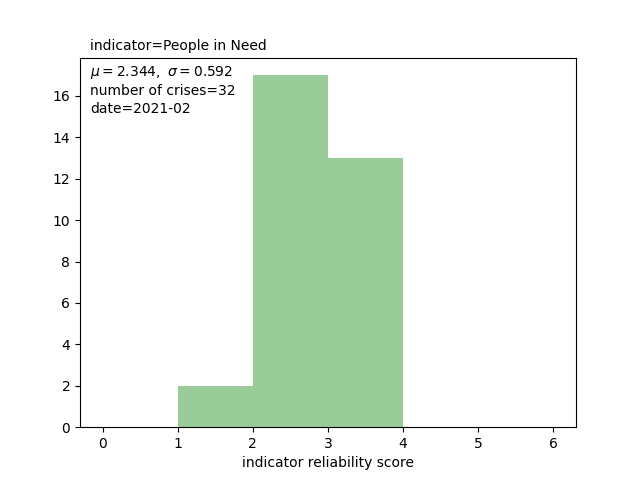 indicator=People in Need
μ = 2.344, σ = 0.592
number of crises=32
date=2021-02
16
14
12
10
8
6
4
2
0
0 1 2 3 4 5 6
indicator reliability score